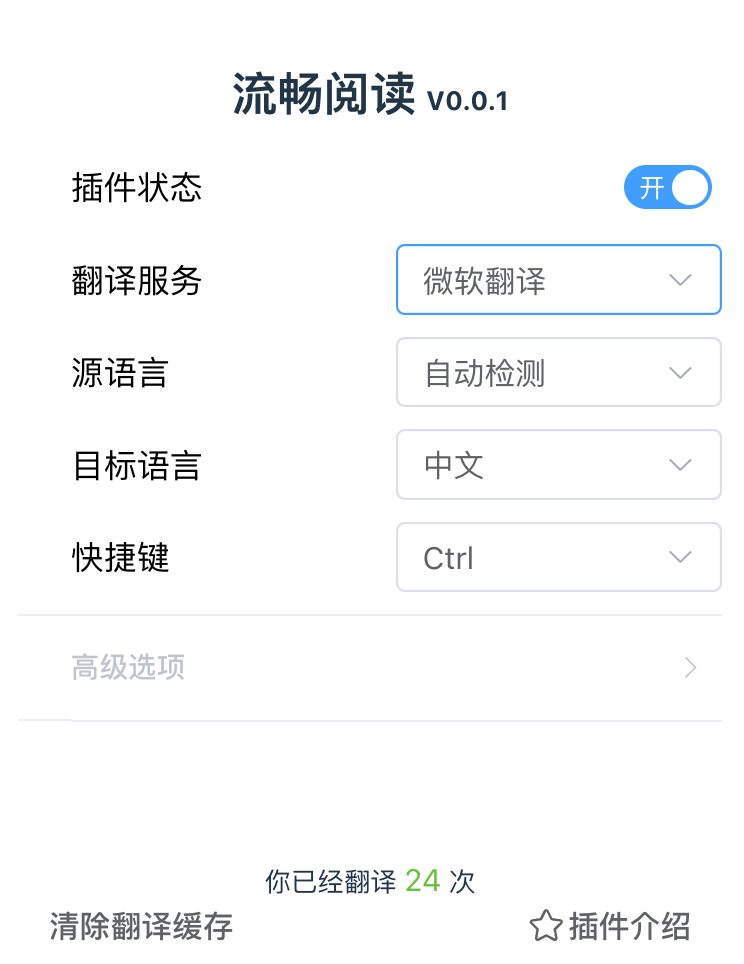 流畅阅读 V0.0.1
插件状态 开
翻译服务 微软翻译
源语言 自动检测
目标语言 中文
快捷键 Ctrl
高级选项
你已经翻译 24 次
清除翻译缓存 插件介绍